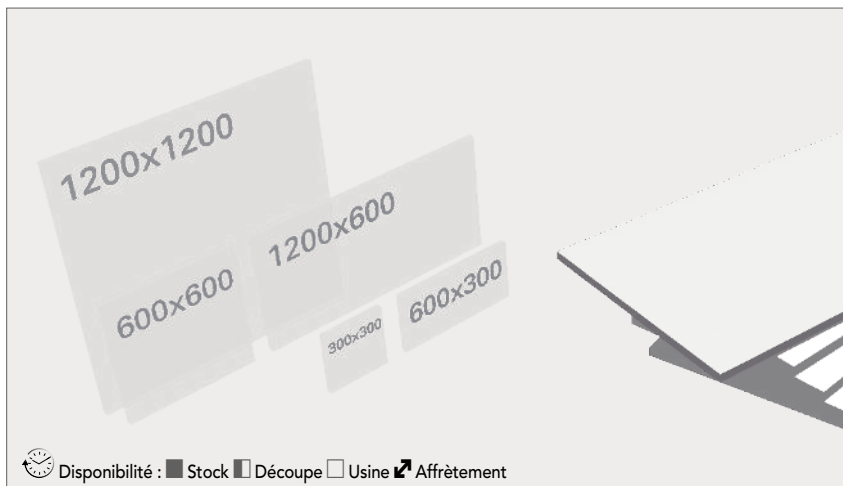 1200x1200
1200x600
600x600
600x300
300x300
Disponibilité : Stock Découpe Usine Affrètement